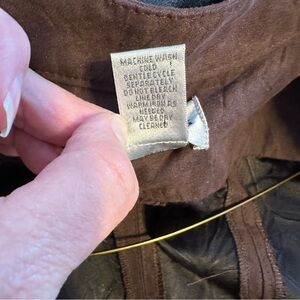 MACHINE WASH
COLD
GENTLE CYCLE
SEPARATELY
DO NOT BLEACH
LINE DRY
WARM IRON AS
NEEDED
MAY BE DRY
CLEANED